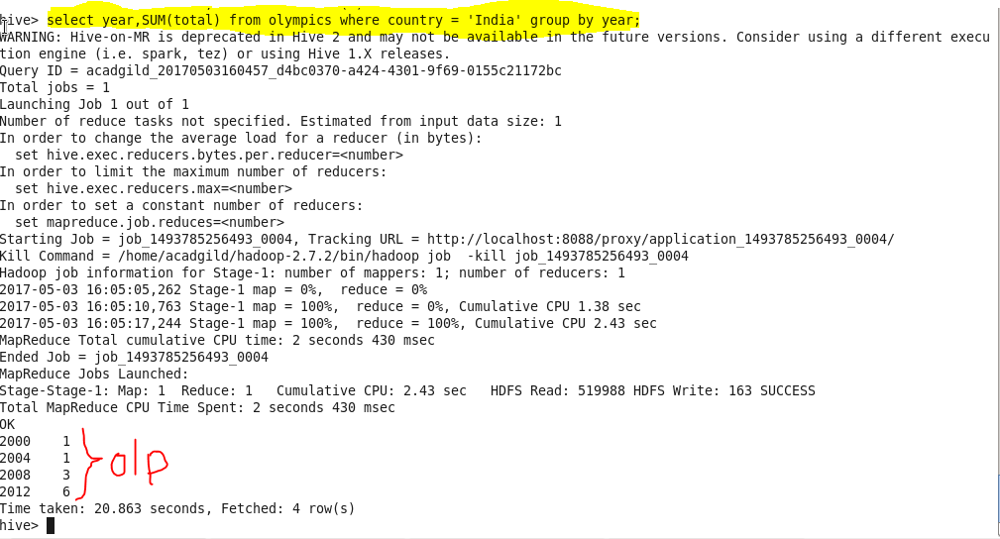 hive> select year,SUM(total) from olympics where country = 'India' group by year;
WARNING: Hive-on-MR is deprecated in Hive 2 and may not be available in the future versions. Consider using a different execu
tion engine (i.e. spark, tez) or using Hive 1.X releases.
Query ID = acadgild_20170503160457_d4bc0370-a424-4301-9f69-0155c21172bc
Total jobs = 1
Launching Job 1 out of 1
Number of reduce tasks not specified. Estimated from input data size: 1
In order to change the average load for a reducer (in bytes):
  set hive.exec.reducers.bytes.per.reducer=<number>
In order to limit the maximum number of reducers:
  set hive.exec.reducers.max=<number>
In order to set a constant number of reducers:
  set mapreduce.job.reduces=<number>
Starting Job = job_1493785256493_0004, Tracking URL = http://localhost:8088/proxy/application_1493785256493_0004/
Kill Command = /home/acadgild/hadoop-2.7.2/bin/hadoop job  -kill job_1493785256493_0004
Hadoop job information for Stage-1: number of mappers: 1; number of reducers: 1
2017-05-03 16:05:05,262 Stage-1 map = 0%,  reduce = 0%
2017-05-03 16:05:10,763 Stage-1 map = 100%,  reduce = 0%, Cumulative CPU 1.38 sec
2017-05-03 16:05:17,244 Stage-1 map = 100%,  reduce = 100%, Cumulative CPU 2.43 sec
MapReduce Total cumulative CPU time: 2 seconds 430 msec
Ended Job = job_1493785256493_0004
MapReduce Jobs Launched:
Stage-Stage-1: Map: 1  Reduce: 1   Cumulative CPU: 2.43 sec   HDFS Read: 519988 HDFS Write: 163 SUCCESS
Total MapReduce CPU Time Spent: 2 seconds 430 msec
OK
2000    1
2004    1
o|p
2008    3
2012    6
Time taken: 20.863 seconds, Fetched: 4 row(s)
hive>